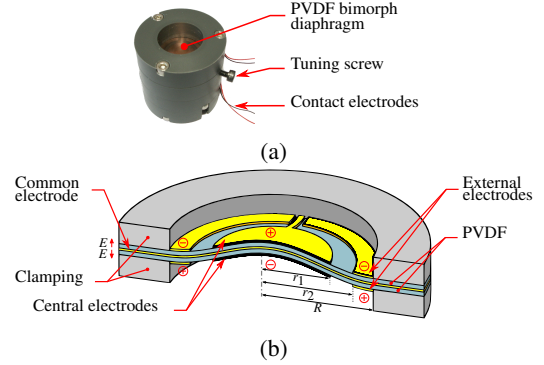 PVDF bimorph
diaphragm
Tuning screw
Contact electrodes
(a)
Common
electrode
External
electrodes
PVDF
E
E
Clamping
Central electrodes
r1
r2
R
(b)